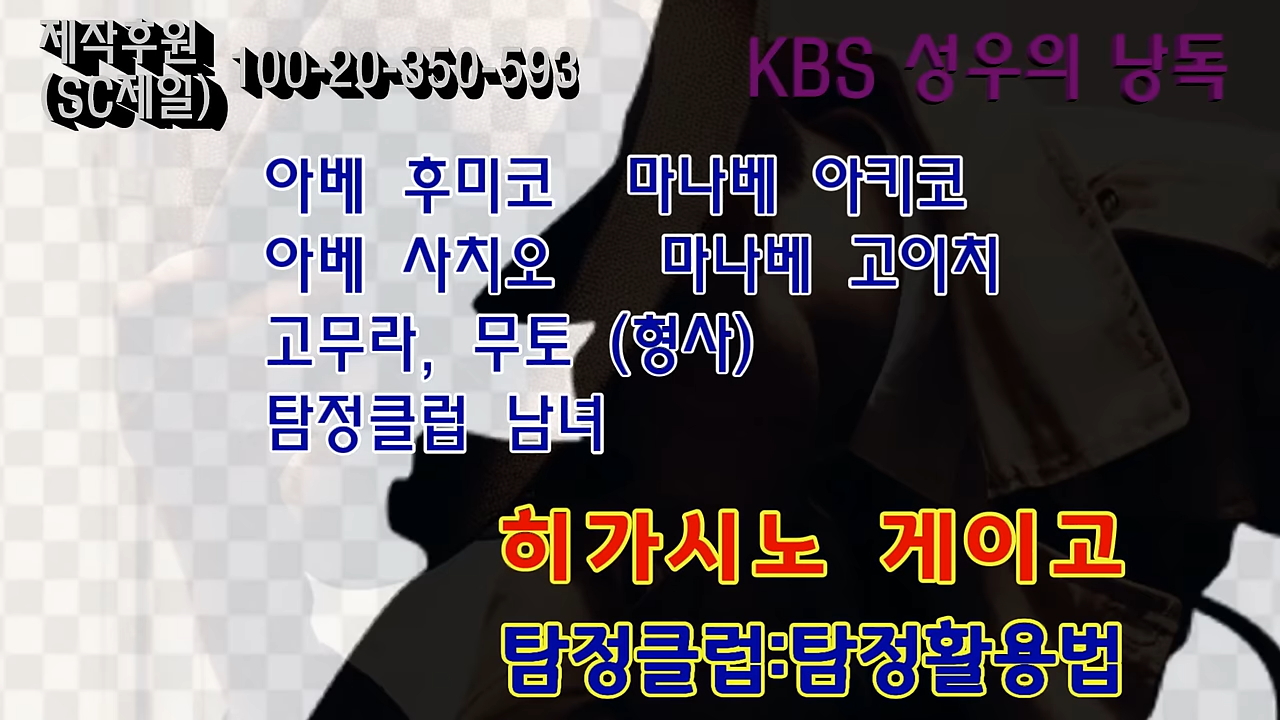 제작후원
(SC제일)
100-20-350-593
KBS 성우의 낭독
아베 후미코 마나베 아키코
아베 사치오 마나베 고이치
고무라, 무토 (형사)
탐정클럽 남녀
히가시노 게이고
탐정클럽:탐정활용법